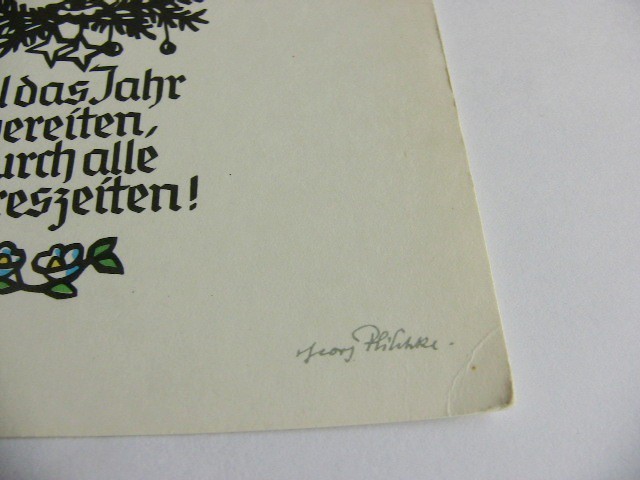 l das Jahr
ereiten,
urch alle
reszeiten!
Georg Plischke.